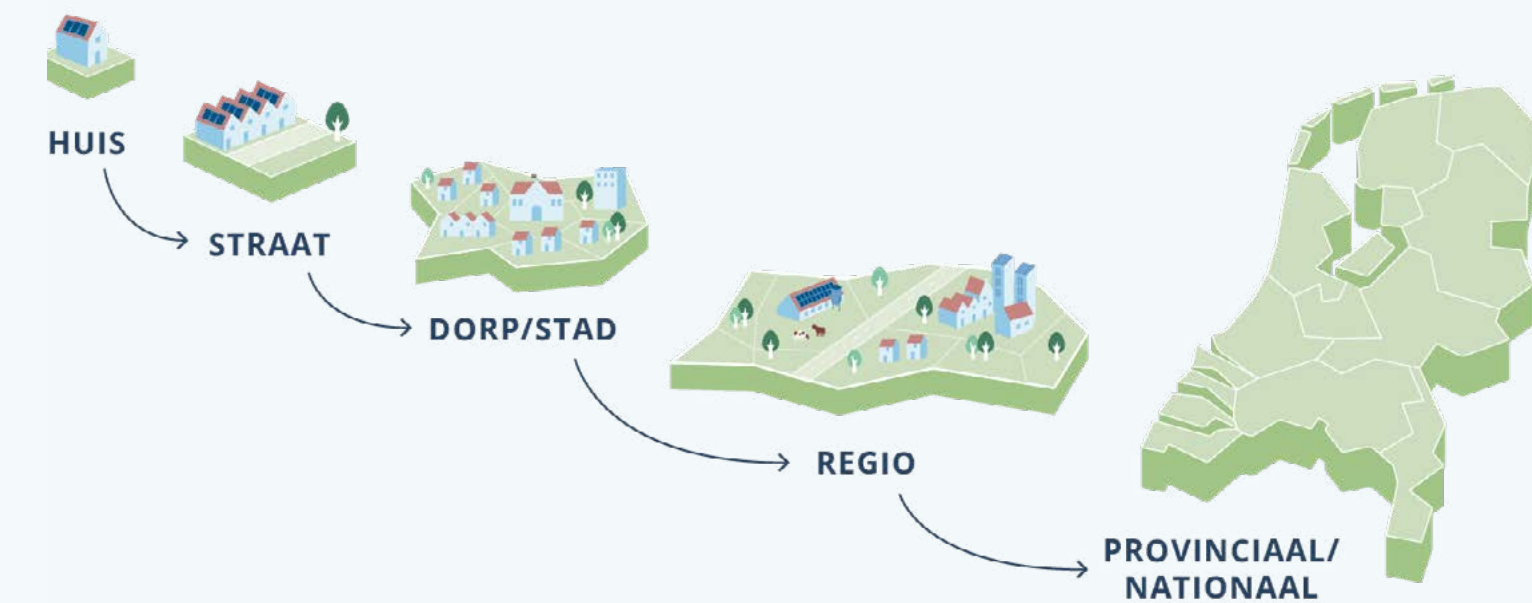 HUIS
STRAAT
DORP/STAD
REGIO
PROVINCIAAL/
NATIONAAL